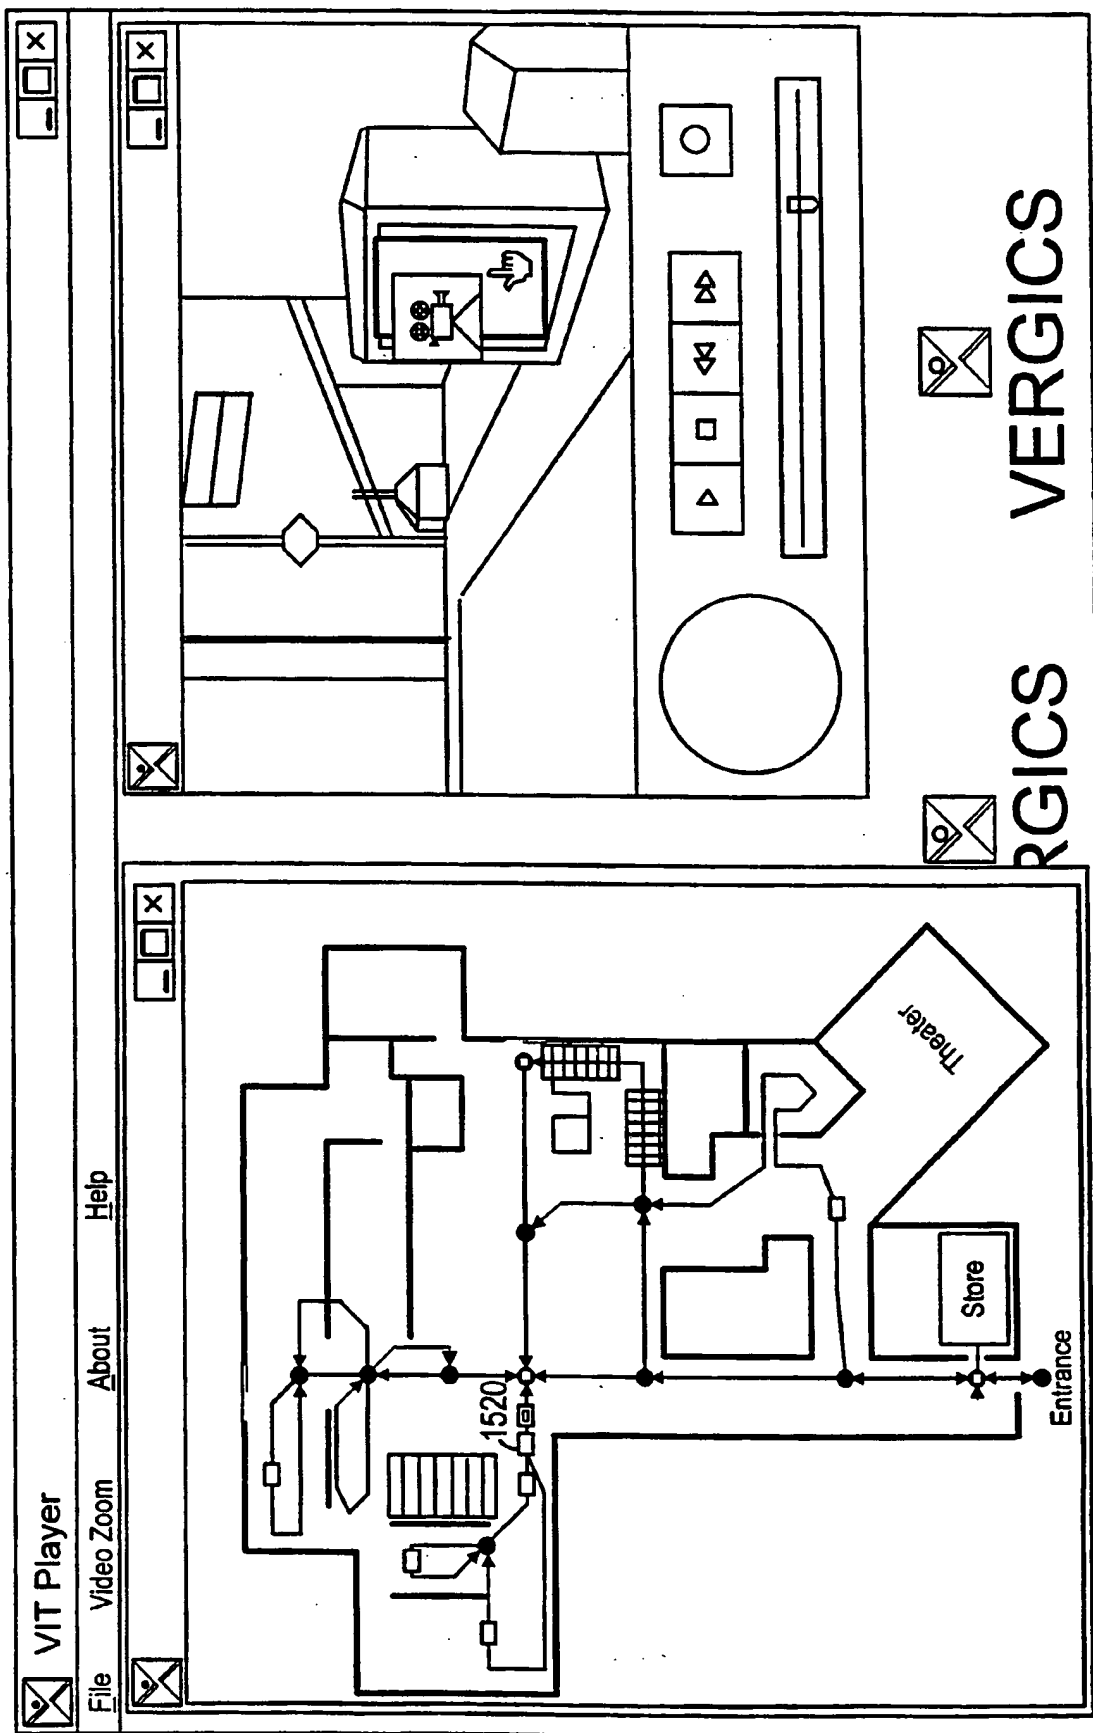 VIT Player
File Video Zoom About Help
1520
Theater
Store
Entrance
RGICS VERGICS